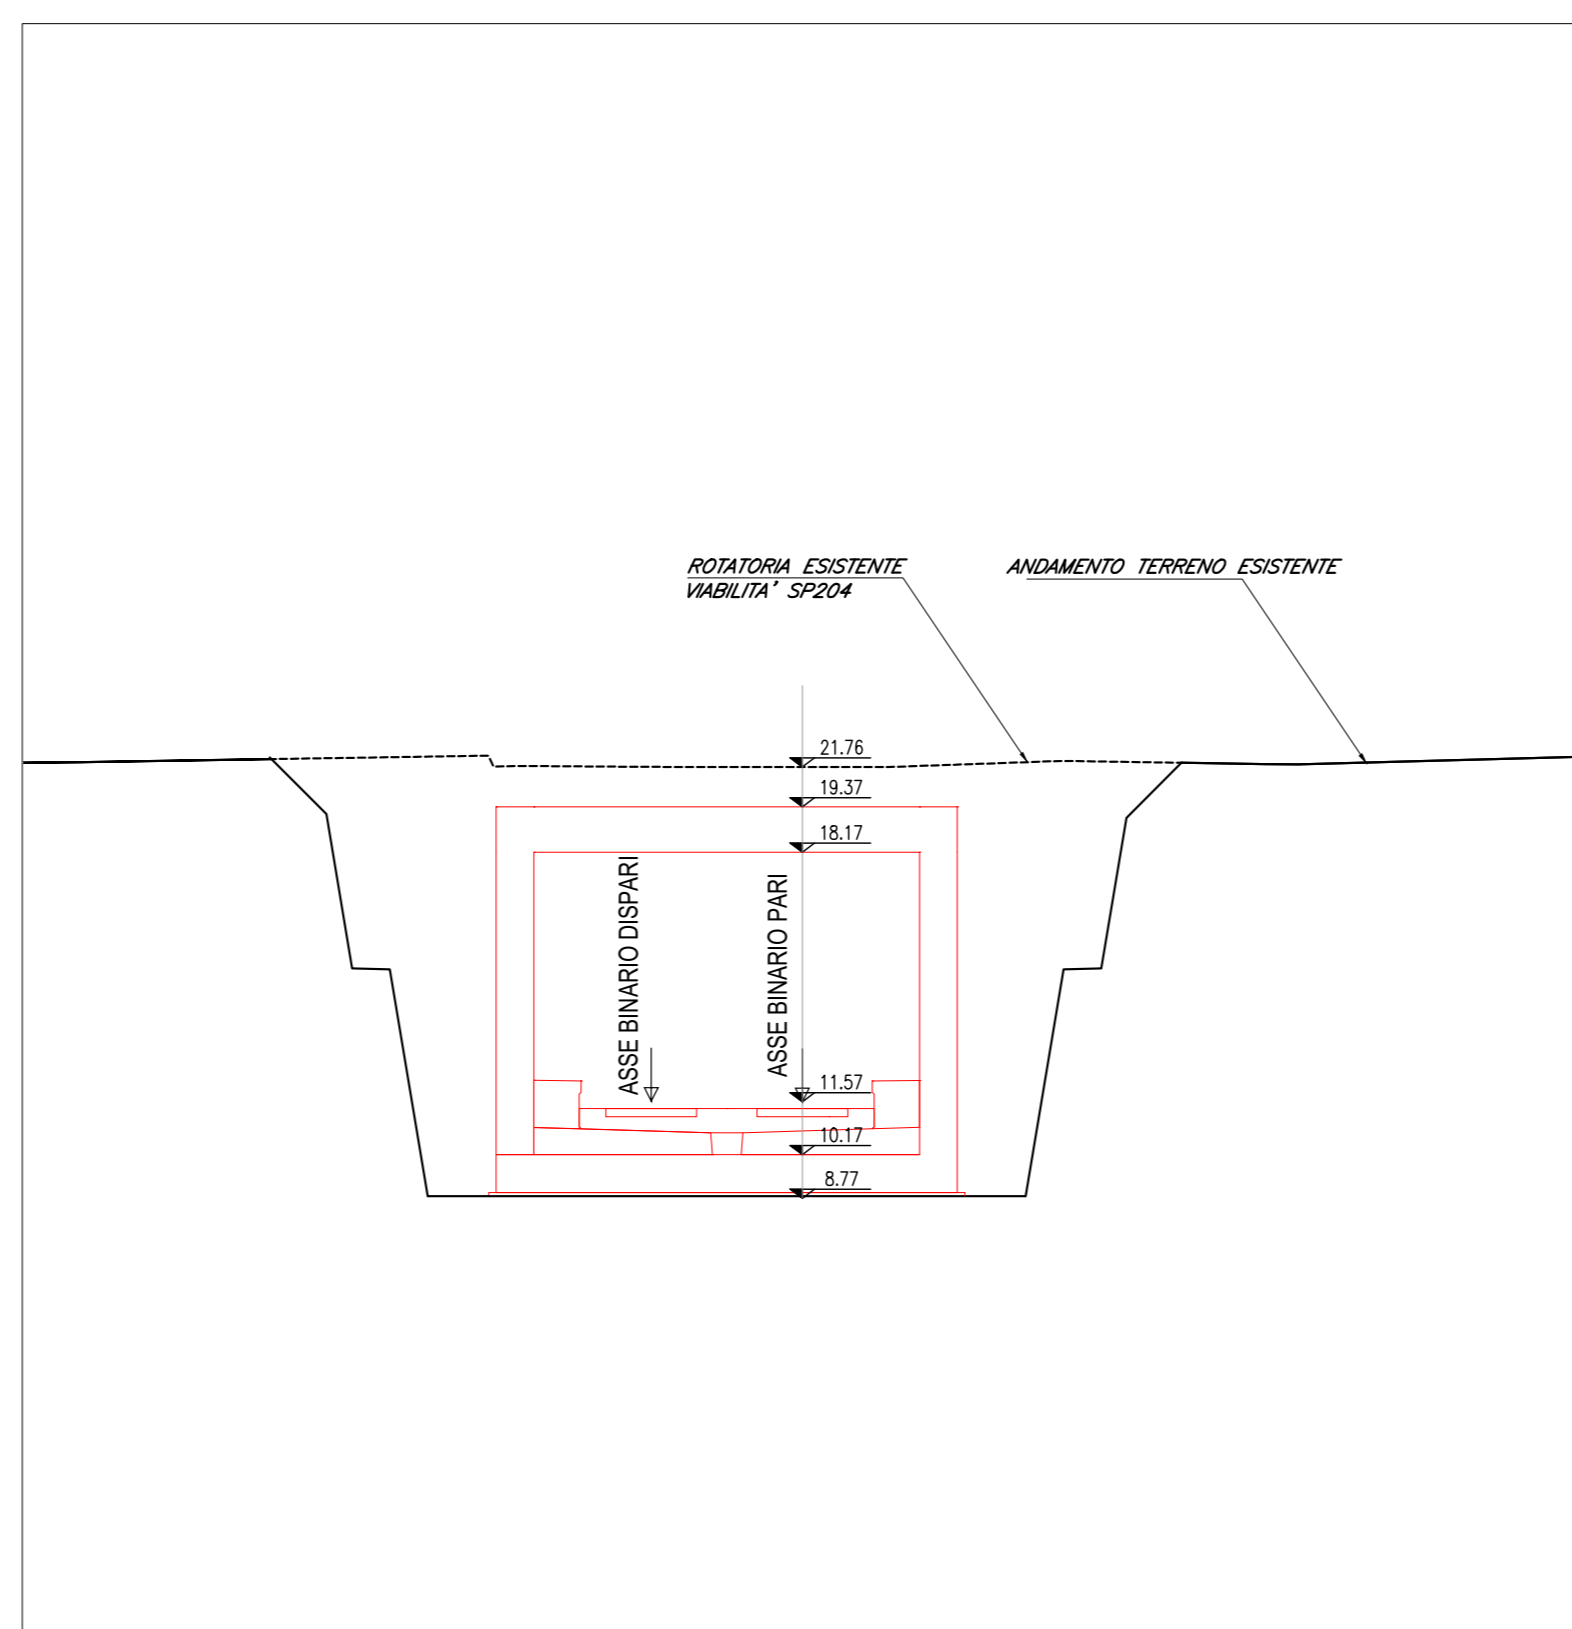 ROTATORIA ESISTENTE
VIABILITA' SP204
ANDAMENTO TERRENO ESISTENTE
21.76
19.37
18.17
ASSE BINARIO DISPARI
ASSE BINARIO PARI
11.57
10.17
8.77